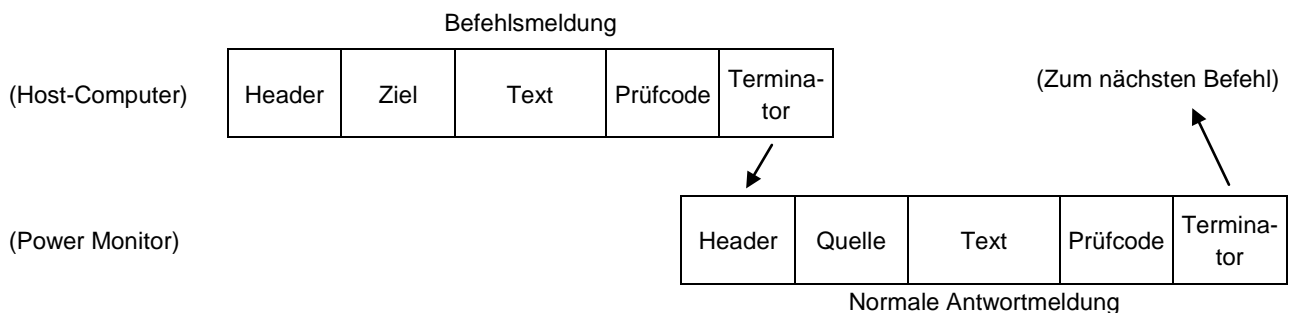 Befehlsmeldung
(Host-Computer) Header Ziel Text Prüfcode Termina-
tor
(Zum nächsten Befehl)
(Power Monitor) Header Quelle Text Prüfcode Termina-
tor
Normale Antwortmeldung